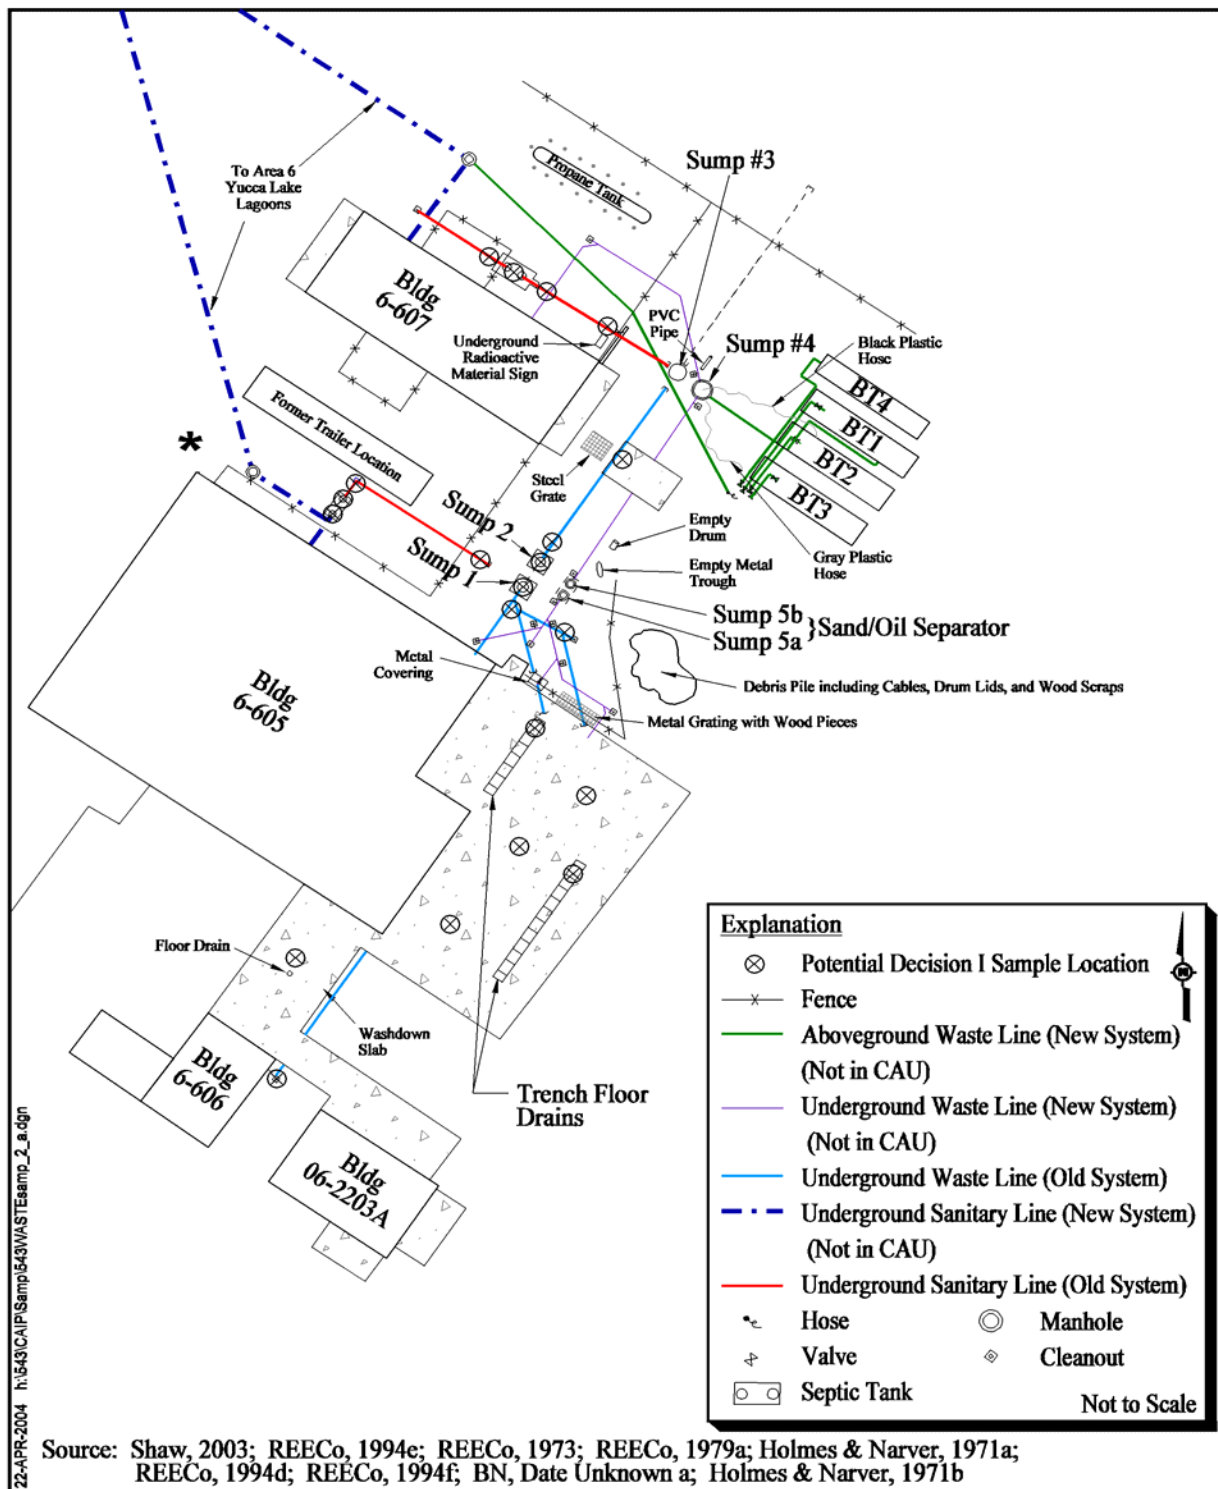 Sump #3
To Area 6
Yucca Lake
Lagoons
Propane Tank
Bldg
6-607
PVC
Pipe
Sump #4
Underground
Radioactive
Material Sign
Black Plastic
Hose
BT4
BT1
BT2
BT3
Former Trailer Location
*
Steel
Grate
Sump 2
Sump 1
Empty
Drum
Gray Plastic
Hose
Empty Metal
Trough
Sump 5b
Sump 5a
}Sand/Oil Separator
Metal
Covering
Bldg
6-605
Debris Pile including Cables, Drum Lids, and Wood Scraps
Metal Grating with Wood Pieces
Floor Drain
Washdown
Slab
Bldg
6-606
Trench Floor
Drains
Bldg
06-2203A
Explanation
Potential Decision I Sample Location
N
Fence
Aboveground Waste Line (New System)
(Not in CAU)
Underground Waste Line (New System)
(Not in CAU)
Underground Waste Line (Old System)
Underground Sanitary Line (New System)
(Not in CAU)
Underground Sanitary Line (Old System)
Hose
Manhole
Valve
Cleanout
Septic Tank
Not to Scale
22-APR-2004 h:\543\CAIP\Samp\543WASTEsamp_2_a.dgn
Source: Shaw, 2003; REECo, 1994e; REECo, 1973; REECo, 1979a; Holmes & Narver, 1971a;
REECo, 1994d; REECo, 1994f; BN, Date Unknown a; Holmes & Narver, 1971b